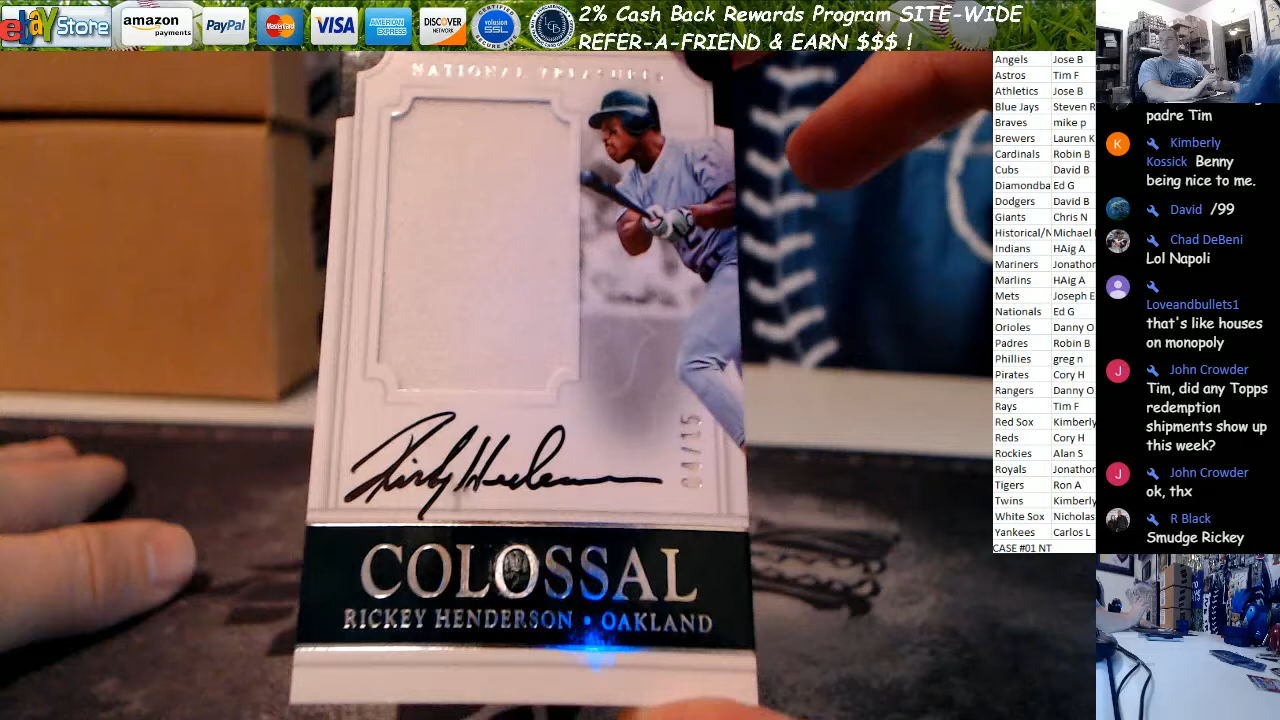 ebay Store
amazon payments
PayPal
MasterCard
VISA
AMERICAN EXPRESS
DISCOVER NETWORK
volusion SSL
2% Cash Back Rewards Program SITE-WIDE
REFER-A-FRIEND & EARN $$$ !
NATIONAL TREASURES
04/15
COLOSSAL
RICKEY HENDERSON • OAKLAND
Angels Jose B
Astros Tim F
Athletics Jose B
Blue Jays Steven R
Braves mike p
Brewers Lauren K
Cardinals Robin B
Cubs David B
Diamondba Ed G
Dodgers David B
Giants Chris N
Historical/N Michael
Indians HAig A
Mariners Jonathon
Marlins HAig A
Mets Joseph E
Nationals Ed G
Orioles Danny O
Padres Robin B
Phillies greg n
Pirates Cory H
Rangers Danny O
Rays Tim F
Red Sox Kimberly
Reds Cory H
Rockies Alan S
Royals Jonathor
Tigers Ron A
Twins Kimberly
White Sox Nicholas
Yankees Carlos L
CASE #01 NT
padre Tim
K Kimberly
Kossick Benny
being nice to me.
David /99
Chad DeBeni
Lol Napoli
Loveandbullets1
that's like houses
on monopoly
J John Crowder
Tim, did any Topps
redemption
shipments show up
this week?
J John Crowder
ok, thx
R Black
Smudge Rickey